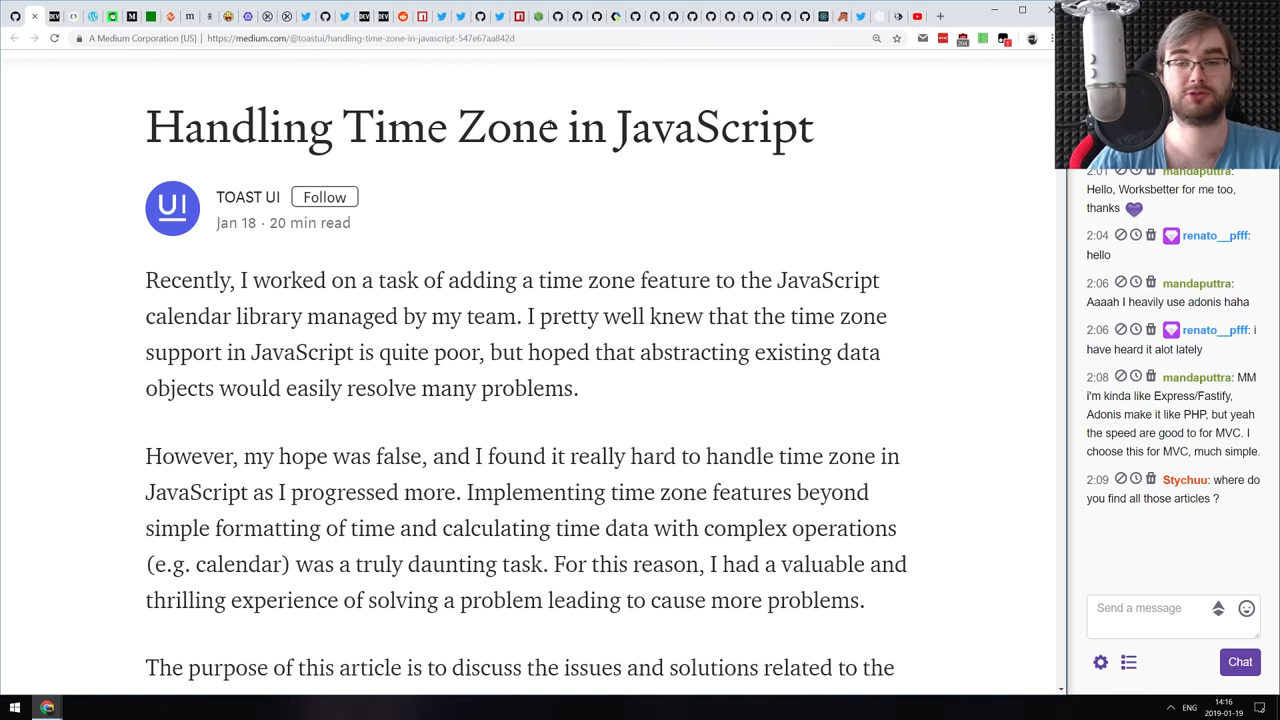 A Medium Corporation [US] | https://medium.com/@toastui/handling-time-zone-in-javascript-547e67aa842d
Handling Time Zone in JavaScript
UI
TOAST UI Follow
Jan 18 · 20 min read
Recently, I worked on a task of adding a time zone feature to the JavaScript
calendar library managed by my team. I pretty well knew that the time zone
support in JavaScript is quite poor, but hoped that abstracting existing data
objects would easily resolve many problems.
However, my hope was false, and I found it really hard to handle time zone in
JavaScript as I progressed more. Implementing time zone features beyond
simple formatting of time and calculating time data with complex operations
(e.g. calendar) was a truly daunting task. For this reason, I had a valuable and
thrilling experience of solving a problem leading to cause more problems.
The purpose of this article is to discuss the issues and solutions related to the
2:01 mandaputtra:
Hello, Worksbetter for me too,
thanks
2:04 renato__pfff:
hello
2:06 mandaputtra:
Aaaah I heavily use adonis haha
2:06 renato__pfff: i
have heard it alot lately
2:08 mandaputtra: MM
i'm kinda like Express/Fastify,
Adonis make it like PHP, but yeah
the speed are good to for MVC. I
choose this for MVC, much simple.
2:09 Stychuu: where do
you find all those articles ?
Send a message
Chat
ENG
14:16
2019-01-19